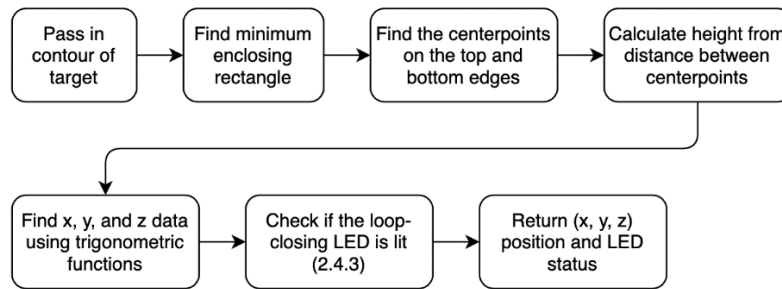 Pass in
contour of
target
Find minimum
enclosing
rectangle
Find the centerpoints
on the top and
bottom edges
Calculate height from
distance between
centerpoints
Find x, y, and z data
using trigonometric
functions
Check if the loop-
closing LED is lit
(2.4.3)
Return (x, y, z)
position and LED
status